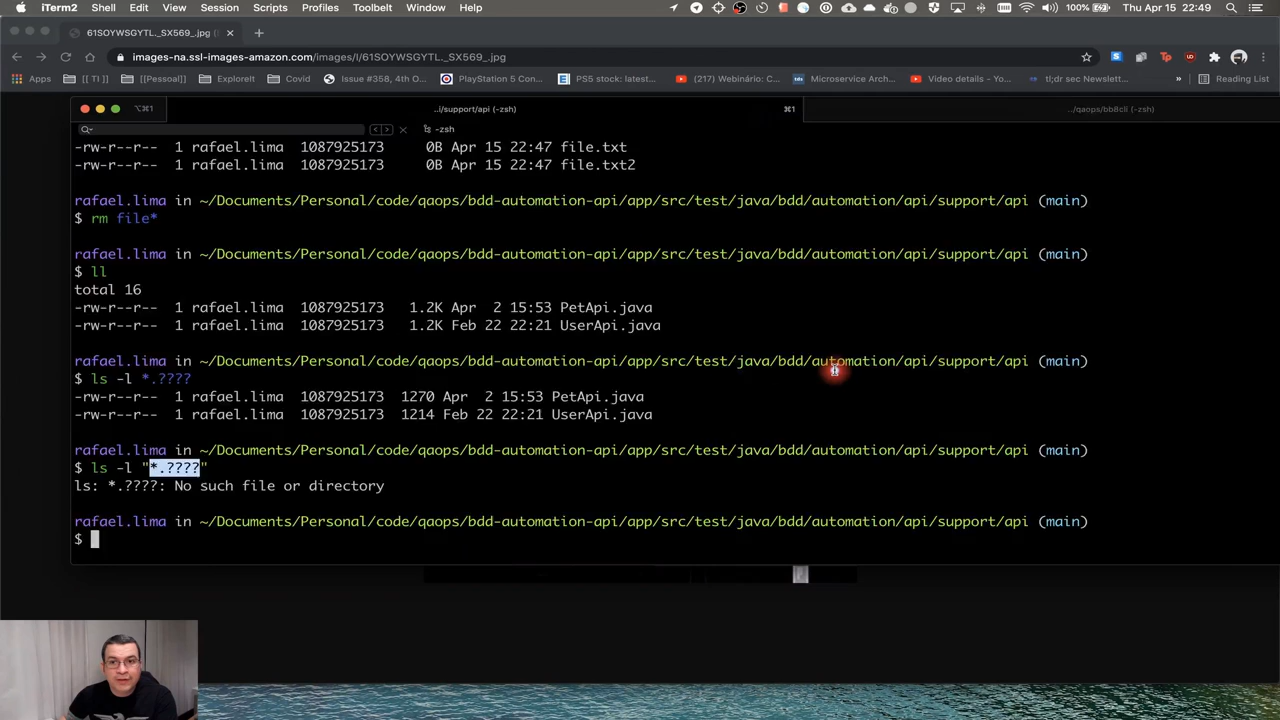 iTerm2 Shell Edit View Session Scripts Profiles Toolbelt Window Help 100% Thu Apr 15 22:49
61SOYWSGYTL._SX569_.jpg (
images-na.ssl-images-amazon.com/images/I/61SOYWSGYTL._SX569_.jpg
Apps [ TI ] [Pessoal] ExploreIt Covid Issue #358, 4th O... PlayStation 5 Con... PS5 stock: latest... (217) Webinário: C... Microservice Arch... Video details - Yo... tl;dr sec Newslett... » Reading List
⌥⌘1 ..i/support/api (-zsh) ⌘1 ../qaops/bb8cli (-zsh)
-zsh
-rw-r--r-- 1 rafael.lima 1087925173 0B Apr 15 22:47 file.txt
-rw-r--r-- 1 rafael.lima 1087925173 0B Apr 15 22:47 file.txt2
rafael.lima in ~/Documents/Personal/code/qaops/bdd-automation-api/app/src/test/java/bdd/automation/api/support/api (main)
$ rm file*
rafael.lima in ~/Documents/Personal/code/qaops/bdd-automation-api/app/src/test/java/bdd/automation/api/support/api (main)
$ ll
total 16
-rw-r--r-- 1 rafael.lima 1087925173 1.2K Apr 2 15:53 PetApi.java
-rw-r--r-- 1 rafael.lima 1087925173 1.2K Feb 22 22:21 UserApi.java
rafael.lima in ~/Documents/Personal/code/qaops/bdd-automation-api/app/src/test/java/bdd/automation/api/support/api (main)
$ ls -l *.????
-rw-r--r-- 1 rafael.lima 1087925173 1270 Apr 2 15:53 PetApi.java
-rw-r--r-- 1 rafael.lima 1087925173 1214 Feb 22 22:21 UserApi.java
rafael.lima in ~/Documents/Personal/code/qaops/bdd-automation-api/app/src/test/java/bdd/automation/api/support/api (main)
$ ls -l "*.????"
ls: *.????: No such file or directory
rafael.lima in ~/Documents/Personal/code/qaops/bdd-automation-api/app/src/test/java/bdd/automation/api/support/api (main)
$